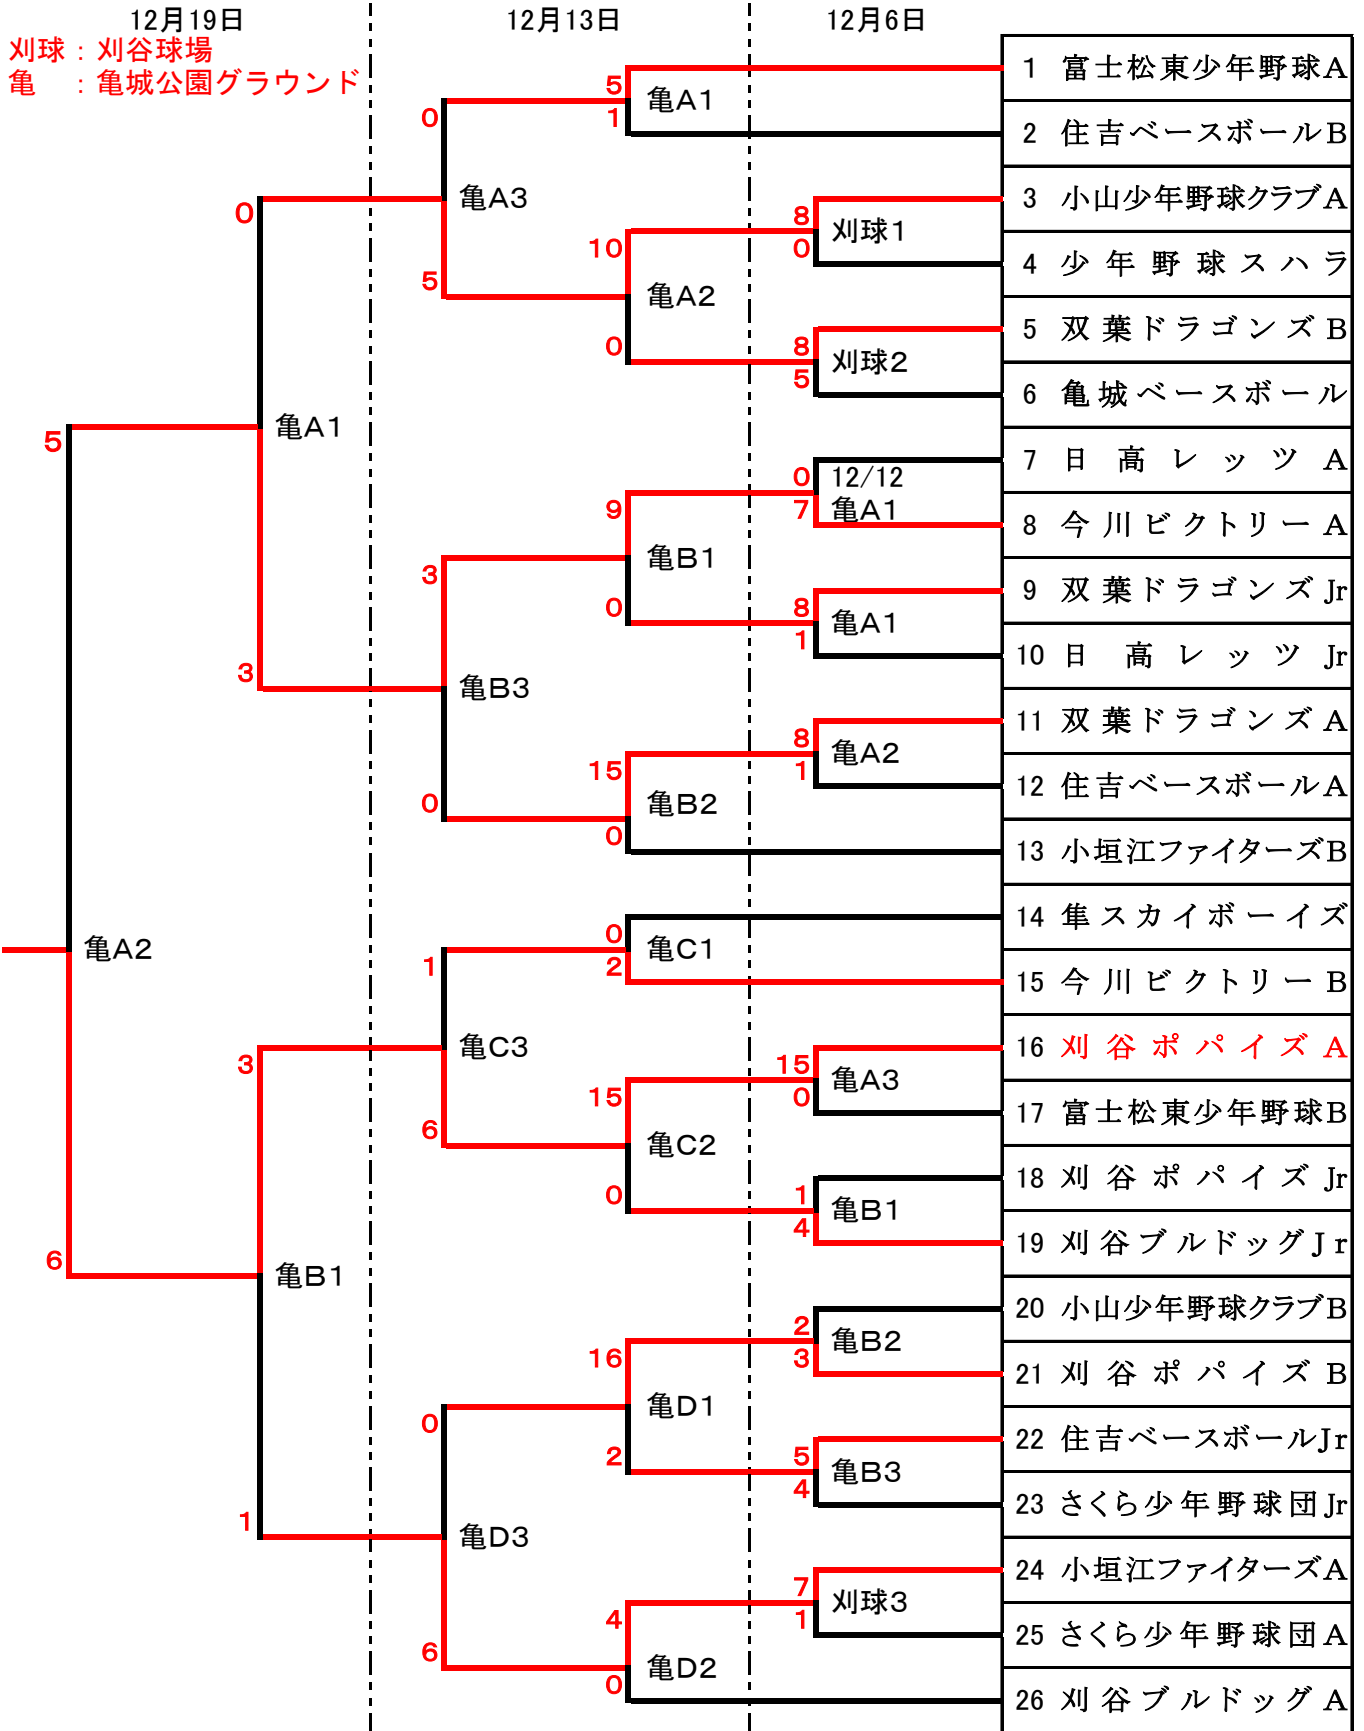 12月19日 12月13日 12月6日
刈球：刈谷球場
亀　：亀城公園グラウンド
1 富士松東少年野球A
5 亀A1
0 1
2 住吉ベースボールB
亀A3
3 小山少年野球クラブA
0 8 刈球1
10 0
4 少年野球スハラ
5 亀A2
5 双葉ドラゴンズB
0 8 刈球2
5
6 亀城ベースボール
亀A1
5
7 日高レッツA
0 12/12
9 7 亀A1
8 今川ビクトリーA
亀B1
3
9 双葉ドラゴンズJr
0 8 亀A1
1
10 日高レッツJr
3 亀B3
11 双葉ドラゴンズA
8 亀A2
15 1
12 住吉ベースボールA
0 亀B2
0
13 小垣江ファイターズB
14 隼スカイボーイズ
0 亀C1
亀A2
1 2
15 今川ビクトリーB
亀C3
16 刈谷ポパイズA
3 15 亀A3
15 0
17 富士松東少年野球B
6 亀C2
18 刈谷ポパイズJr
0 1 亀B1
4
19 刈谷ブルドッグJr
6 亀B1
20 小山少年野球クラブB
2 亀B2
16 3
21 刈谷ポパイズB
0 亀D1
22 住吉ベースボールJr
2 5 亀B3
4
23 さくら少年野球団Jr
1 亀D3
24 小垣江ファイターズA
7 刈球3
4 1
25 さくら少年野球団A
6 亀D2
0
26 刈谷ブルドッグA